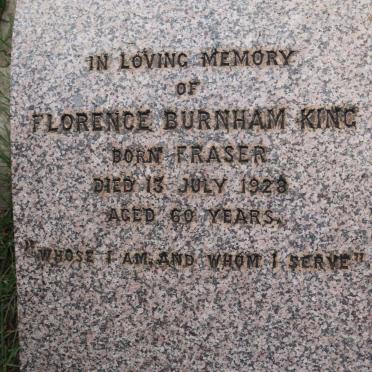 IN LOVING MEMORY
OF
FLORENCE BURNHAM KING
BORN FRASER
DIED 13 JULY 1928
AGED 60 YEARS.
"WHOSE I AM, AND WHOM I SERVE"